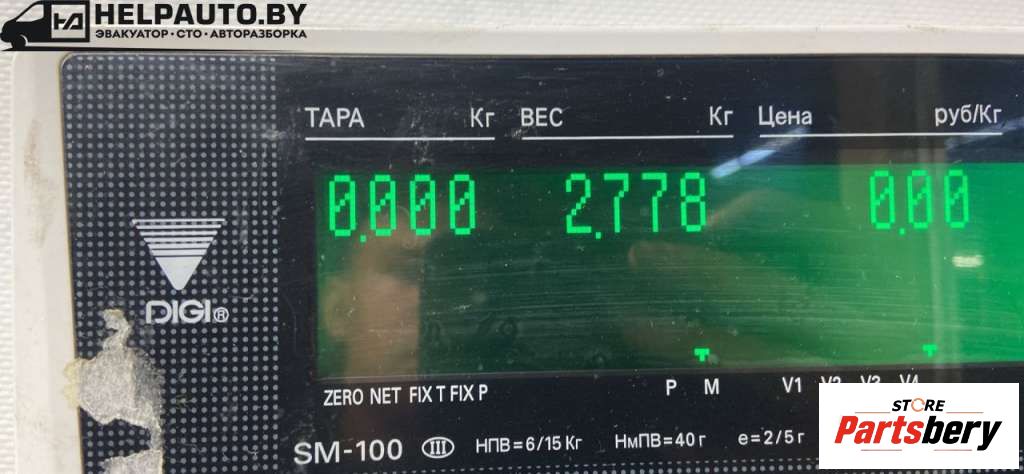 HELPAUTO.BY
ЭВАКУАТОР • СТО • АВТОРАЗБОРКА
ТАРА Кг ВЕС Кг Цена руб/Кг
0.000 2.778 0.00
DIGI®
ZERO NET FIX T FIX P P M V1 V2 V3 V4
SM-100 III НПВ=6/15 Кг НмПВ=40 г e=2/5 г
STORE
Partsbery